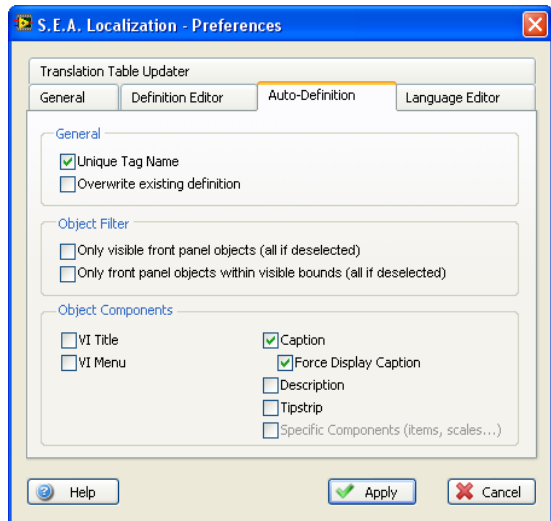 S.E.A. Localization - Preferences
Translation Table Updater
General Definition Editor Auto-Definition Language Editor
General
Unique Tag Name
Overwrite existing definition
Object Filter
Only visible front panel objects (all if deselected)
Only front panel objects within visible bounds (all if deselected)
Object Components
VI Title Caption
VI Menu Force Display Caption
Description
Tipstrip
Specific Components (items, scales...)
Help Apply Cancel